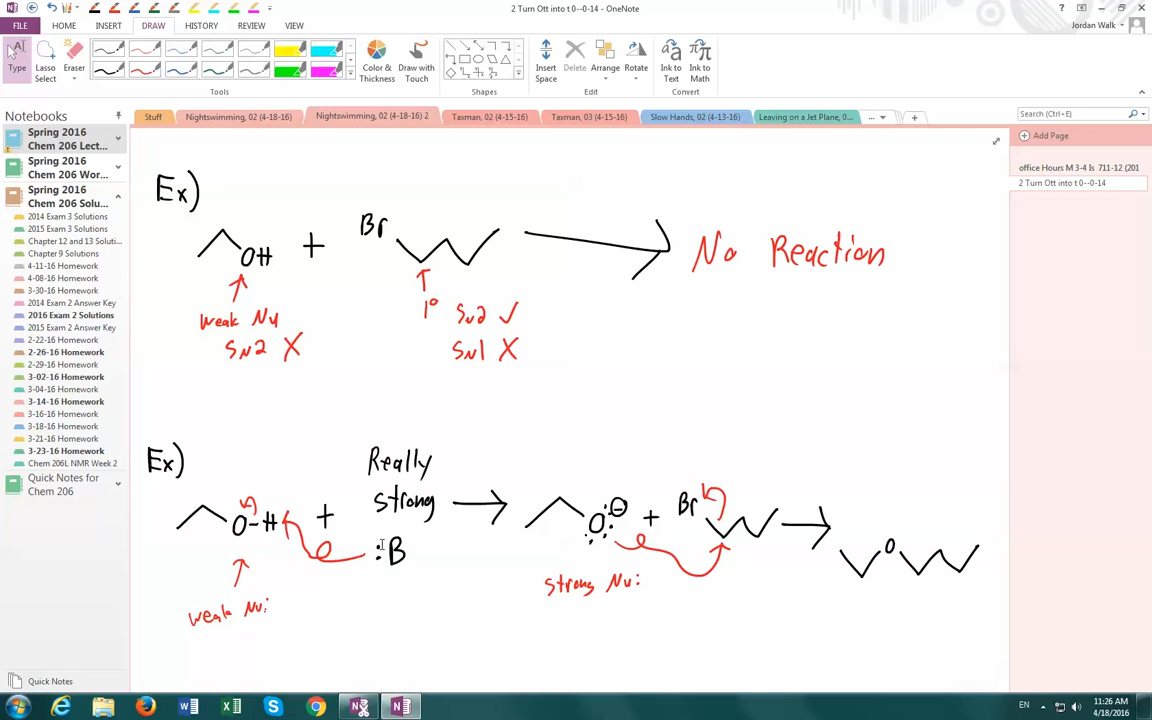 2 Turn Ott into t 0--0-14 - OneNote
Jordan Walk
FILE HOME INSERT DRAW HISTORY REVIEW VIEW
Type
Lasso Select
Eraser
Color & Thickness
Draw with Touch
Shapes
Insert Space
Delete
Arrange
Rotate
Ink to Text
Ink to Math
Tools
Edit
Convert
Notebooks
Stuff
Nightswimming, 02 (4-18-16)
Nightswimming, 02 (4-18-16) 2
Taxman, 02 (4-15-16)
Taxman, 03 (4-15-16)
Slow Hands, 02 (4-13-16)
Leaving on a Jet Plane, 0...
Search (Ctrl+E)
Spring 2016
Chem 206 Lect...
Spring 2016
Chem 206 Wor...
Spring 2016
Chem 206 Solu...
2014 Exam 3 Solutions
2015 Exam 3 Solutions
Chapter 12 and 13 Soluti...
Chapter 9 Solutions
4-11-16 Homework
4-08-16 Homework
3-30-16 Homework
2014 Exam 2 Answer Key
2016 Exam 2 Solutions
2015 Exam 2 Answer Key
2-22-16 Homework
2-26-16 Homework
2-29-16 Homework
3-02-16 Homework
3-04-16 Homework
3-14-16 Homework
3-16-16 Homework
3-18-16 Homework
3-21-16 Homework
3-23-16 Homework
Chem 206L NMR Week 2
Quick Notes for
Chem 206
Quick Notes
Add Page
office Hours M 3-4 Is 711-12 (201
2 Turn Ott into t 0--0-14
Ex)
OH + Br No Reaction
weak Nu
SN2 X
1° SN2 ✓
SN1 X
Ex)
Really
strong
:B
O-H +
weak Nu:
O ⊖ + Br
strong Nu:
O
EN
11:26 AM
4/18/2016